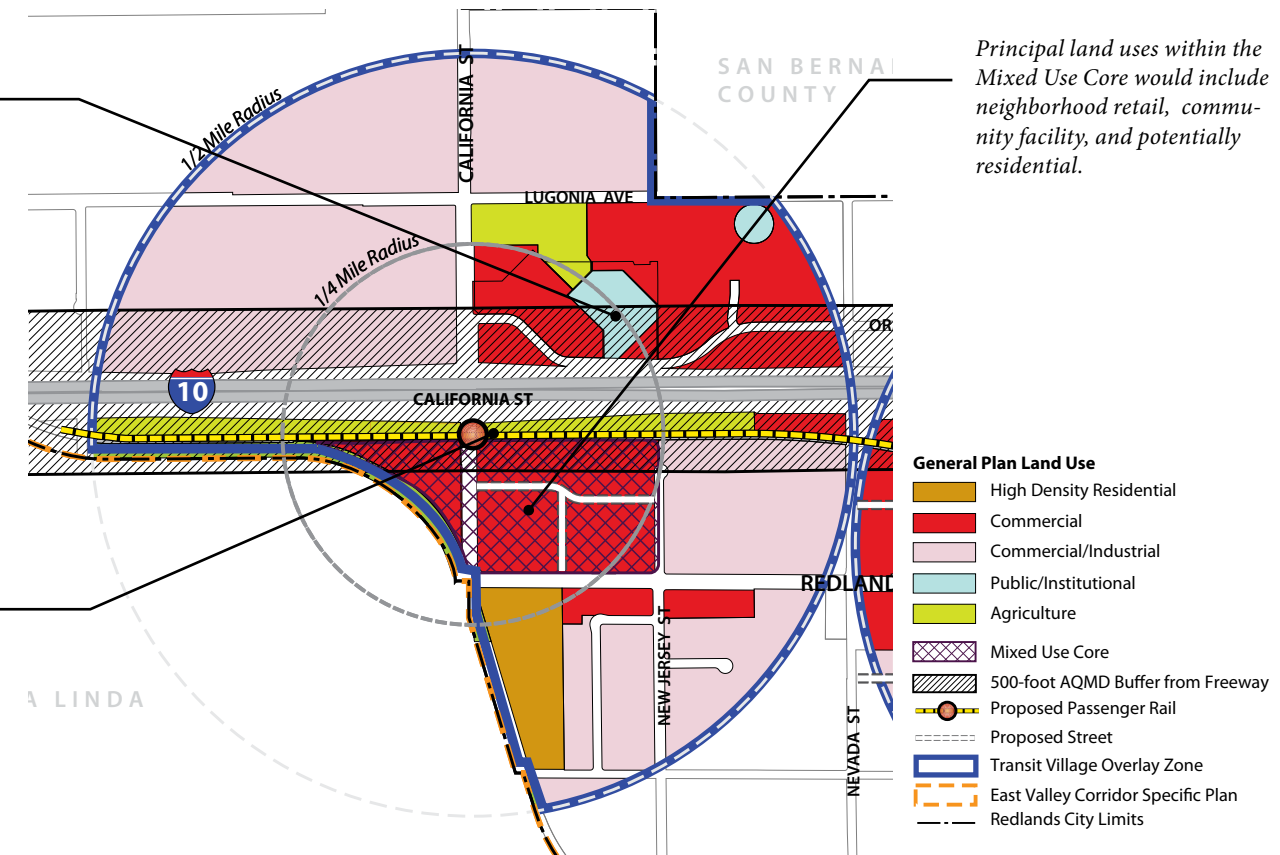 Principal land uses within the
Mixed Use Core would include
neighborhood retail, commu-
nity facility, and potentially
residential.
SAN BERNA
COUNTY
CALIFORNIA ST
1/2 Mile Radius
LUGONIA AVE
1/4 Mile Radius
OR
10
CALIFORNIA ST
REDLAND
NEW JERSEY ST
NEVADA ST
A LINDA
General Plan Land Use
High Density Residential
Commercial
Commercial/Industrial
Public/Institutional
Agriculture
Mixed Use Core
500-foot AQMD Buffer from Freeway
Proposed Passenger Rail
Proposed Street
Transit Village Overlay Zone
East Valley Corridor Specific Plan
Redlands City Limits